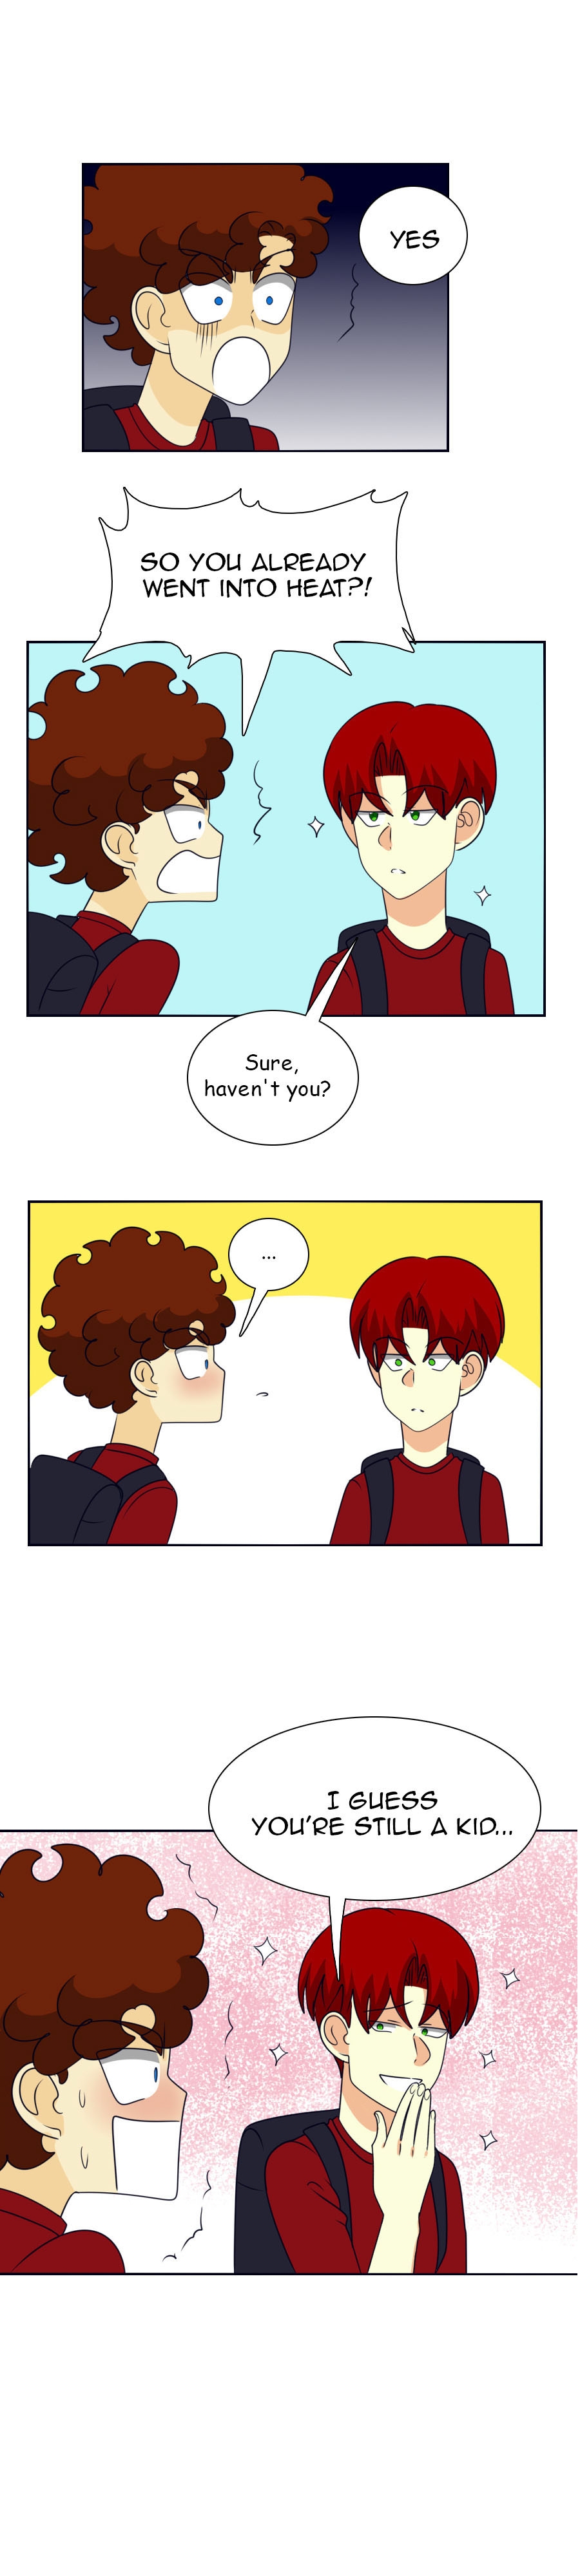 YES
SO YOU ALREADY
WENT INTO HEAT?!
Sure,
haven't you?
...
I GUESS
YOU'RE STILL A KID...